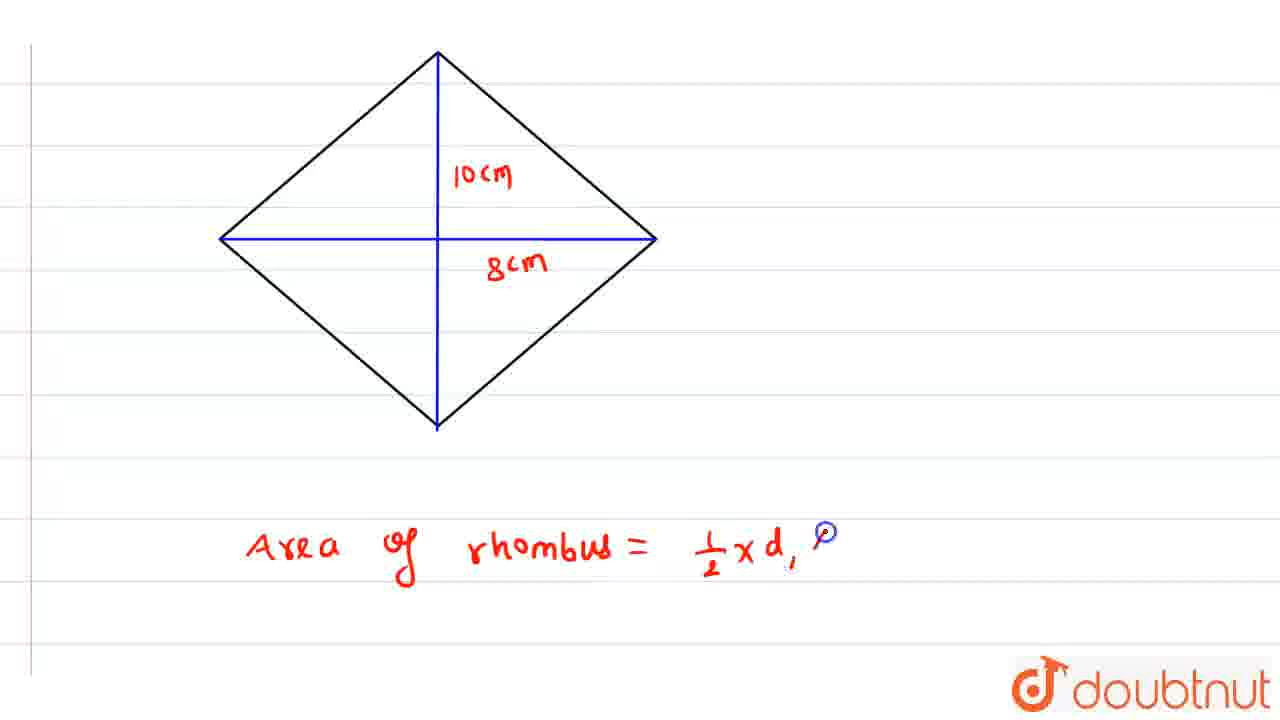 10cm
8cm
Area of rhombus = 1/2 x d₁
doubtnut